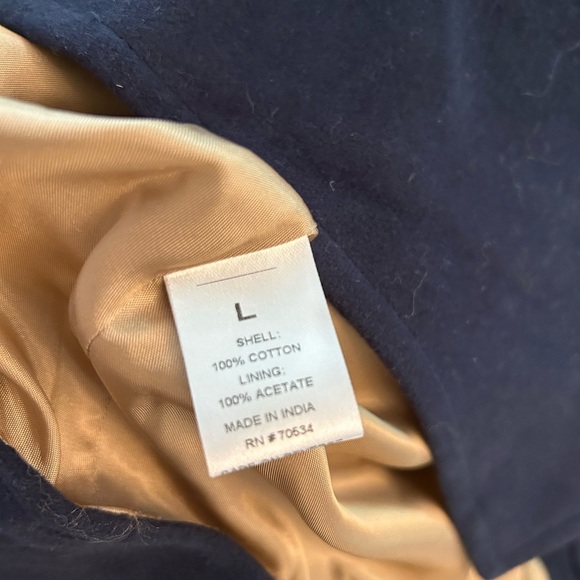 L
SHELL:
100% COTTON
LINING:
100% ACETATE
MADE IN INDIA
RN # 70634